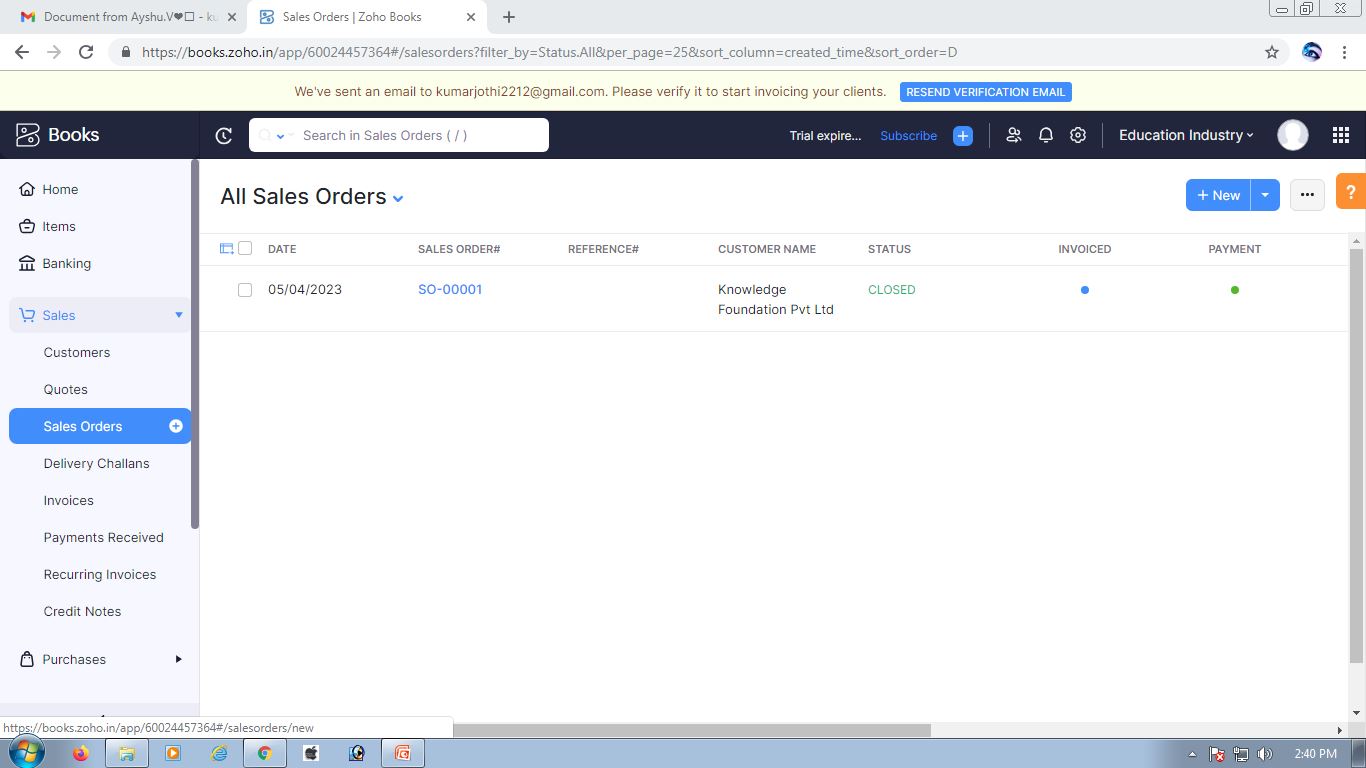 Document from Ayshu.V❤☐ - ku
Sales Orders | Zoho Books
https://books.zoho.in/app/60024457364#/salesorders?filter_by=Status.All&per_page=25&sort_column=created_time&sort_order=D
We've sent an email to kumarjothi2212@gmail.com. Please verify it to start invoicing your clients. RESEND VERIFICATION EMAIL
Books
Search in Sales Orders ( / )
Trial expire... Subscribe
Education Industry
Home
Items
Banking
Sales
Customers
Quotes
Sales Orders
Delivery Challans
Invoices
Payments Received
Recurring Invoices
Credit Notes
Purchases
All Sales Orders
+ New
?
DATE SALES ORDER# REFERENCE# CUSTOMER NAME STATUS INVOICED PAYMENT
05/04/2023 SO-00001 Knowledge CLOSED
Foundation Pvt Ltd
https://books.zoho.in/app/60024457364#/salesorders/new
2:40 PM